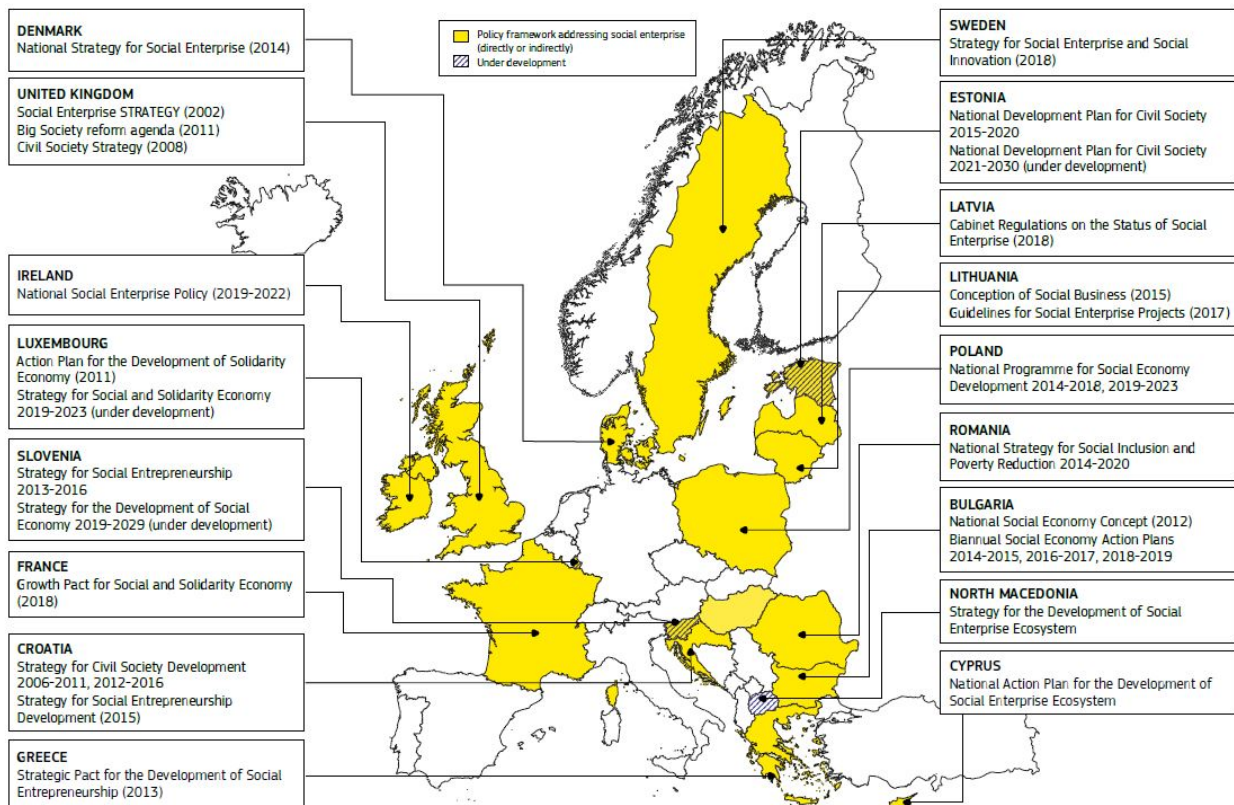 DENMARK
National Strategy for Social Enterprise (2014)
UNITED KINGDOM
Social Enterprise STRATEGY (2002)
Big Society reform agenda (2011)
Civil Society Strategy (2008)
IRELAND
National Social Enterprise Policy (2019-2022)
LUXEMBOURG
Action Plan for the Development of Solidarity
Economy (2011)
Strategy for Social and Solidarity Economy
2019-2023 (under development)
SLOVENIA
Strategy for Social Entrepreneurship
2013-2016
Strategy for the Development of Social
Economy 2019-2029 (under development)
FRANCE
Growth Pact for Social and Solidarity Economy
(2018)
CROATIA
Strategy for Civil Society Development
2006-2011, 2012-2016
Strategy for Social Entrepreneurship
Development (2015)
GREECE
Strategic Pact for the Development of Social
Entrepreneurship (2013)
Policy framework addressing social enterprise
(directly or indirectly)
Under development
SWEDEN
Strategy for Social Enterprise and Social
Innovation (2018)
ESTONIA
National Development Plan for Civil Society
2015-2020
National Development Plan for Civil Society
2021-2030 (under development)
LATVIA
Cabinet Regulations on the Status of Social
Enterprise (2018)
LITHUANIA
Conception of Social Business (2015)
Guidelines for Social Enterprise Projects (2017)
POLAND
National Programme for Social Economy
Development 2014-2018, 2019-2023
ROMANIA
National Strategy for Social Inclusion and
Poverty Reduction 2014-2020
BULGARIA
National Social Economy Concept (2012)
Biannual Social Economy Action Plans
2014-2015, 2016-2017, 2018-2019
NORTH MACEDONIA
Strategy for the Development of Social
Enterprise Ecosystem
CYPRUS
National Action Plan for the Development of
Social Enterprise Ecosystem